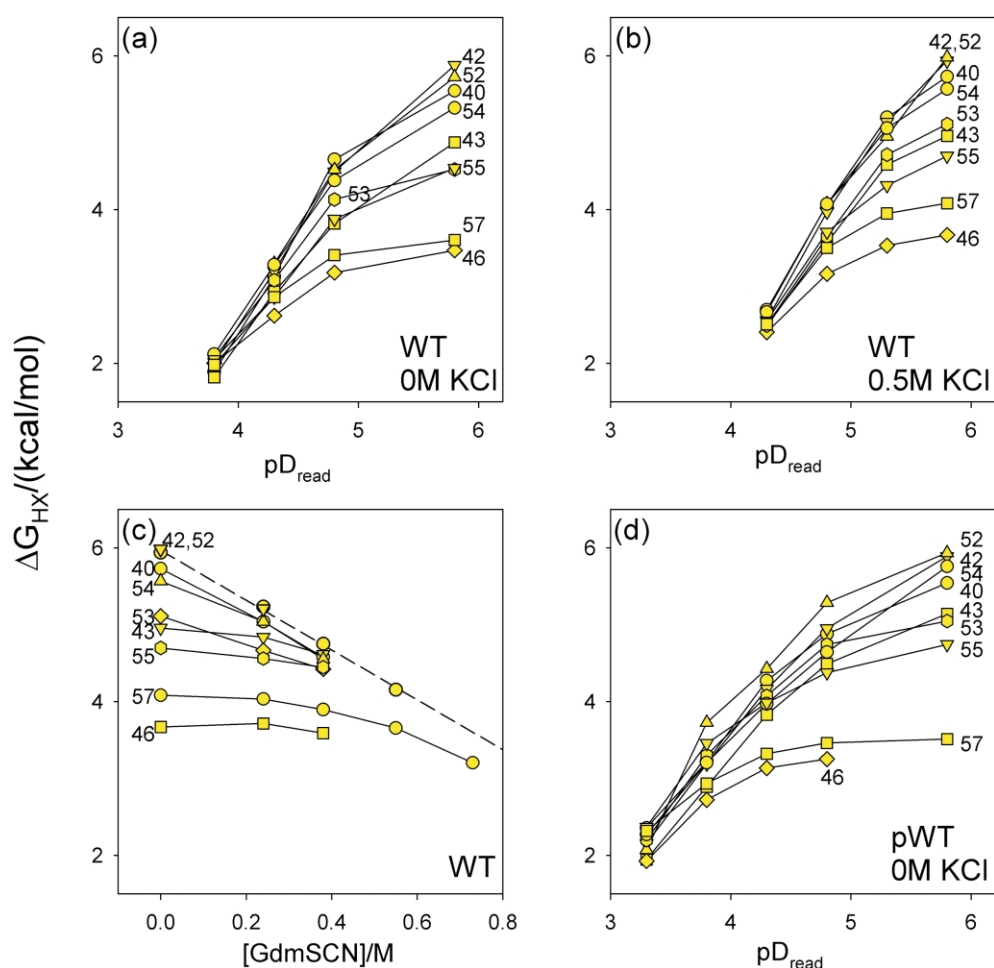 (a)
42
52
40
54
43
53
55
57
46
WT
0M KCl
6
4
2
3 4 5 6
pD_read
(b)
42,52
40
54
53
43
55
57
46
WT
0.5M KCl
6
4
2
3 4 5 6
pD_read
ΔG_HX/(kcal/mol)
(c)
42,52
40
54
53
43
55
57
46
WT
6
4
2
0.0 0.2 0.4 0.6 0.8
[GdmSCN]/M
(d)
52
42
54
40
43
53
55
57
46
pWT
0M KCl
6
4
2
3 4 5 6
pD_read